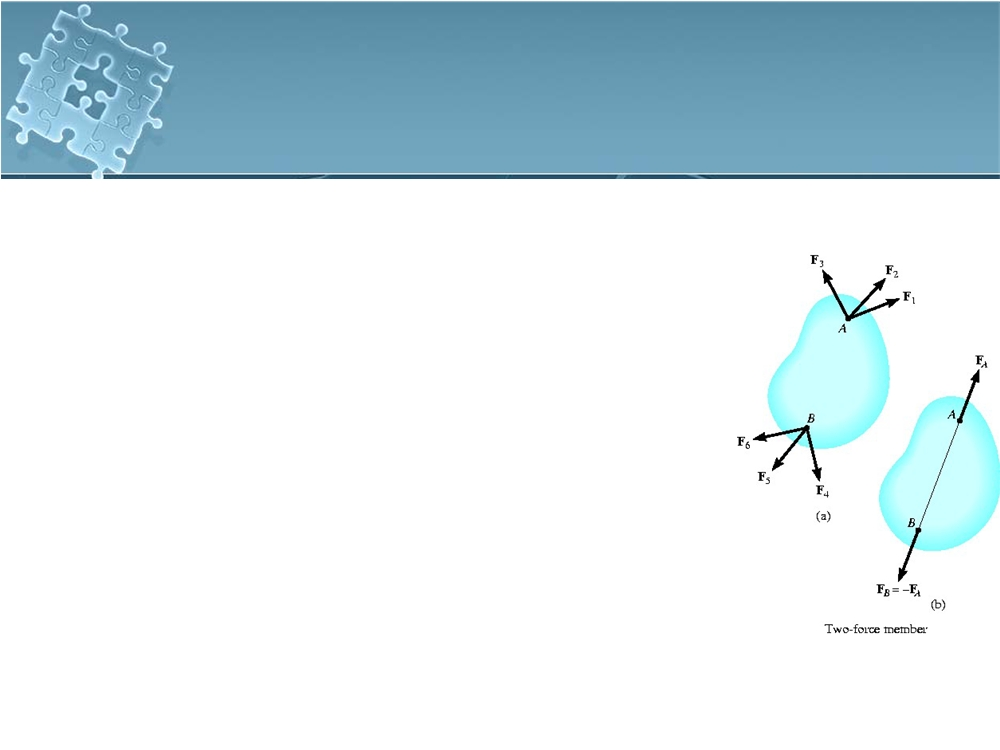 F3
F2
F1
A
B
F6
F5
F4
(a)
FA
A
B
FB = −FA
(b)
Two-force member